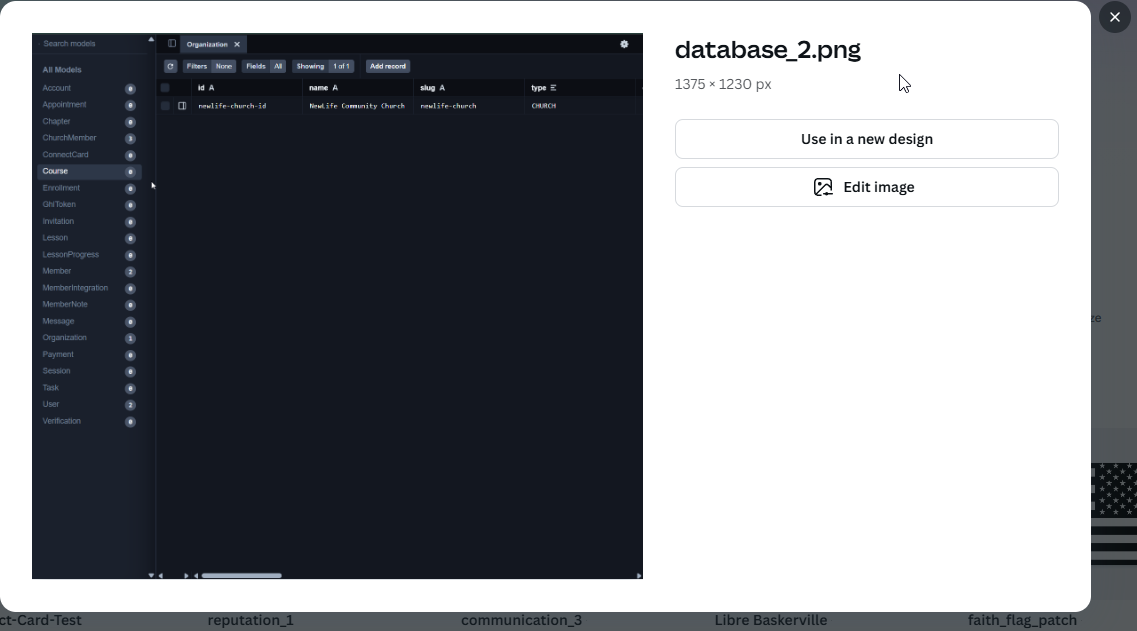 database_2.png
1375 × 1230 px
Use in a new design
Edit image
Search models
All Models
Account 0
Appointment 0
Chapter 0
ChurchMember 3
ConnectCard 0
Course 0
Enrollment 0
GhlToken 0
Invitation 0
Lesson 0
LessonProgress 0
Member 2
MemberIntegration 0
MemberNote 0
Message 0
Organization 1
Payment 0
Session 0
Task 0
User 2
Verification 0
Organization
Filters None Fields All Showing 1 of 1 Add record
id A name A slug A type
newlife-church-id NewLife Community Church newlife-church CHURCH
ze
ct-Card-Test reputation_1 communication_3 Libre Baskerville faith_flag_patch